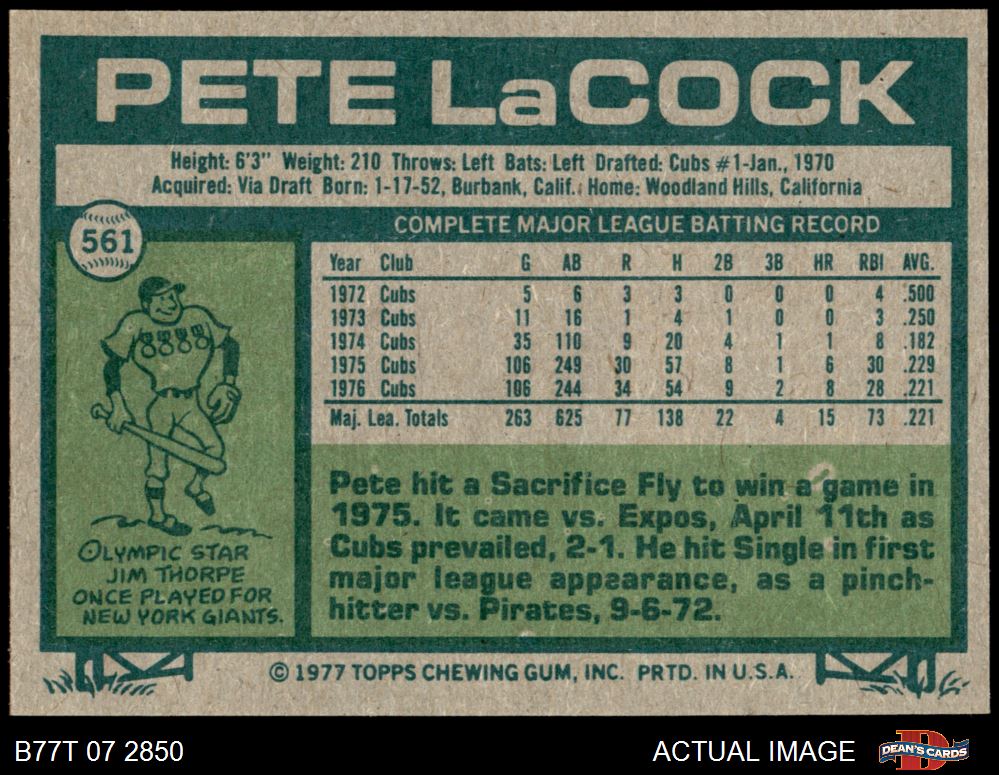 PETE LaCOCK
Height: 6'3" Weight: 210 Throws: Left Bats: Left Drafted: Cubs #1-Jan., 1970
Acquired: Via Draft Born: 1-17-52, Burbank, Calif. Home: Woodland Hills, California
561
COMPLETE MAJOR LEAGUE BATTING RECORD
Year Club G AB R H 2B 3B HR RBI AVG.
1972 Cubs 5 6 3 3 0 0 0 4 .500
1973 Cubs 11 16 1 4 1 0 0 3 .250
1974 Cubs 35 110 9 20 4 1 1 8 .182
1975 Cubs 106 249 30 57 8 1 6 30 .229
1976 Cubs 106 244 34 54 9 2 8 28 .221
Maj. Lea. Totals 263 625 77 138 22 4 15 73 .221
OLYMPIC STAR
JIM THORPE
ONCE PLAYED FOR
NEW YORK GIANTS.
Pete hit a Sacrifice Fly to win a game in
1975. It came vs. Expos, April 11th as
Cubs prevailed, 2-1. He hit Single in first
major league appearance, as a pinch-
hitter vs. Pirates, 9-6-72.
© 1977 TOPPS CHEWING GUM, INC. PRTD. IN U.S.A.
B77T 07 2850
ACTUAL IMAGE
D
DEAN'S CARDS